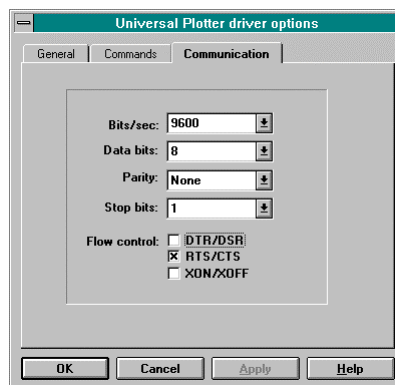 Universal Plotter driver options
General Commands Communication
Bits/sec: 9600
Data bits: 8
Parity: None
Stop bits: 1
Flow control: DTR/DSR
RTS/CTS
XON/XOFF
OK Cancel Apply Help